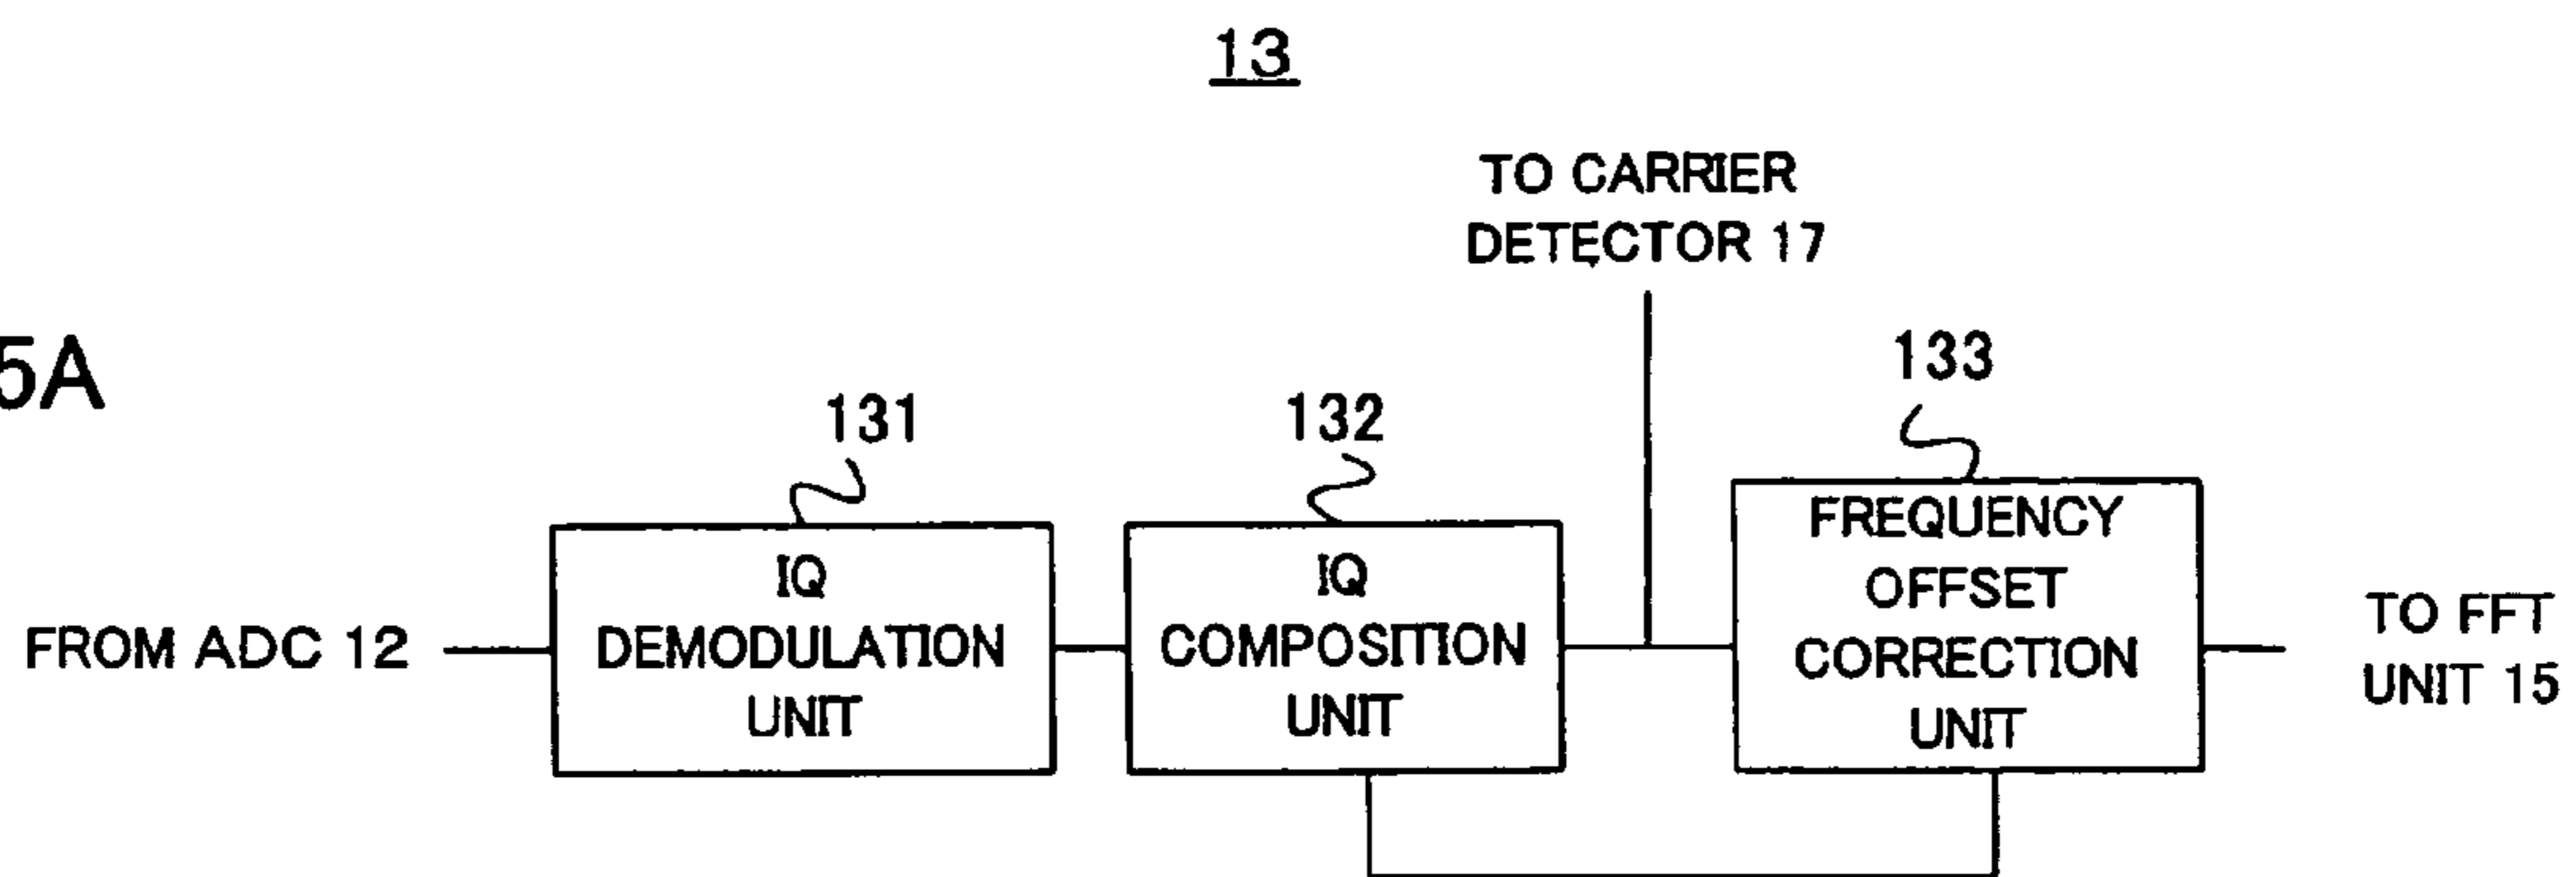 13
TO CARRIER
DETECTOR 17
5A
131
132
133
FROM ADC 12
IQ
DEMODULATION
UNIT
IQ
COMPOSITION
UNIT
FREQUENCY
OFFSET
CORRECTION
UNIT
TO FFT
UNIT 15